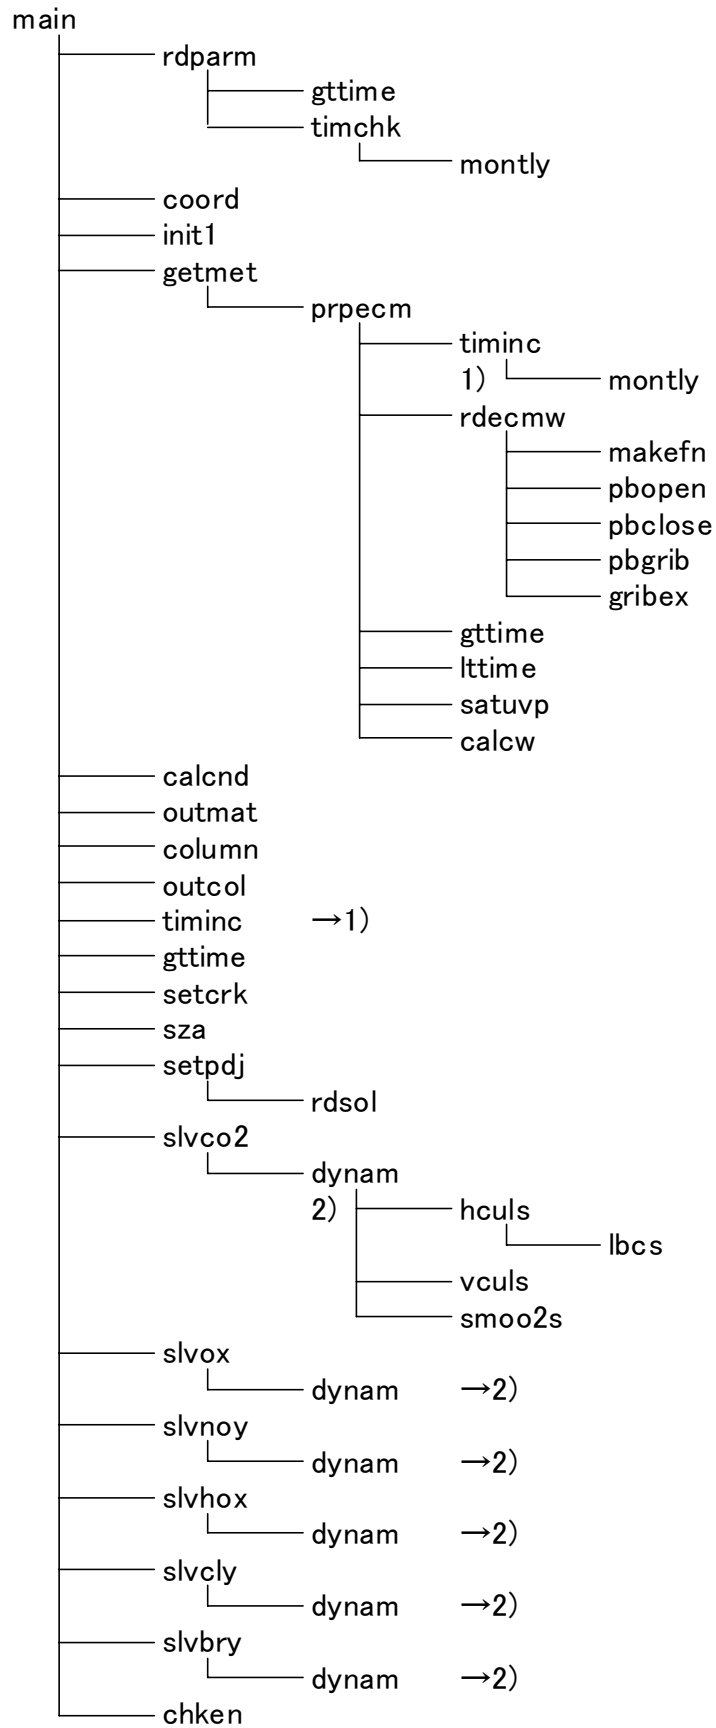 main
rdparm
gttime
timchk
montly
coord
init1
getmet
prpecm
timinc
1) montly
rdecmw
makefn
pbopen
pbclose
pbgrib
gribex
gttime
lttime
satuvp
calcw
calcnd
outmat
column
outcol
timinc →1)
gttime
setcrk
sza
setpdj
rdsol
slvco2
dynam
2) hculs
lbcs
vculs
smoo2s
slvox
dynam →2)
slvnoy
dynam →2)
slvhox
dynam →2)
slvcly
dynam →2)
slvbry
dynam →2)
chken